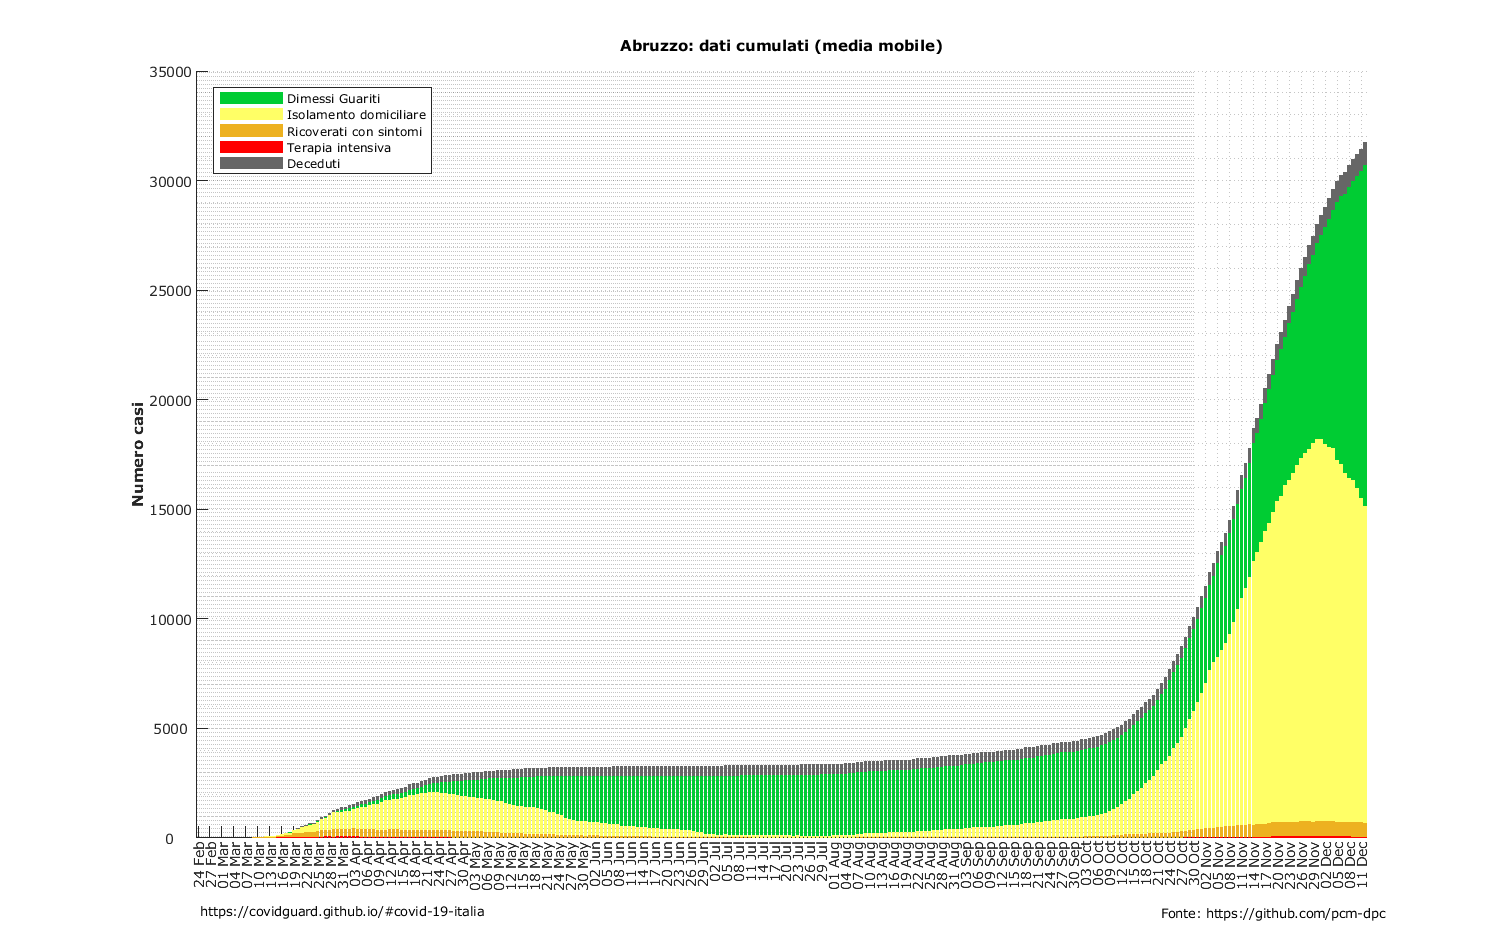 Abruzzo: dati cumulati (media mobile)
Numero casi
35000
30000
25000
20000
15000
10000
5000
0
Dimessi Guariti
Isolamento domiciliare
Ricoverati con sintomi
Terapia intensiva
Deceduti
24 Feb
27 Feb
01 Mar
04 Mar
07 Mar
10 Mar
13 Mar
16 Mar
19 Mar
22 Mar
25 Mar
28 Mar
31 Mar
03 Apr
06 Apr
09 Apr
12 Apr
15 Apr
18 Apr
21 Apr
24 Apr
27 Apr
30 Apr
03 May
06 May
09 May
12 May
15 May
18 May
21 May
24 May
27 May
30 May
02 Jun
05 Jun
08 Jun
11 Jun
14 Jun
17 Jun
20 Jun
23 Jun
26 Jun
29 Jun
02 Jul
05 Jul
08 Jul
11 Jul
14 Jul
17 Jul
20 Jul
23 Jul
26 Jul
29 Jul
01 Aug
04 Aug
07 Aug
10 Aug
13 Aug
16 Aug
19 Aug
22 Aug
25 Aug
28 Aug
31 Aug
03 Sep
06 Sep
09 Sep
12 Sep
15 Sep
18 Sep
21 Sep
24 Sep
27 Sep
30 Sep
03 Oct
06 Oct
09 Oct
12 Oct
15 Oct
18 Oct
21 Oct
24 Oct
27 Oct
30 Oct
02 Nov
05 Nov
08 Nov
11 Nov
14 Nov
17 Nov
20 Nov
23 Nov
26 Nov
29 Nov
02 Dec
05 Dec
08 Dec
11 Dec
https://covidguard.github.io/#covid-19-italia
Fonte: https://github.com/pcm-dpc